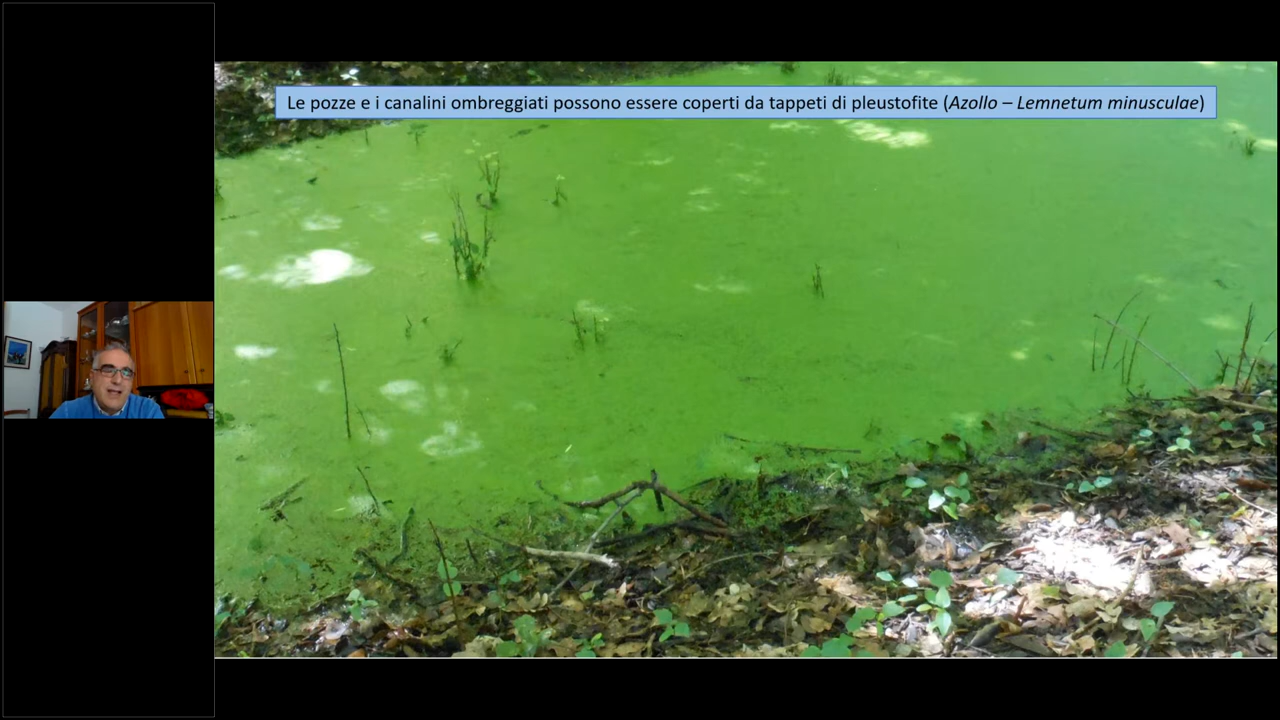 Le pozze e i canalini ombreggiati possono essere coperti da tappeti di pleustofite (Azollo – Lemnetum minusculae)